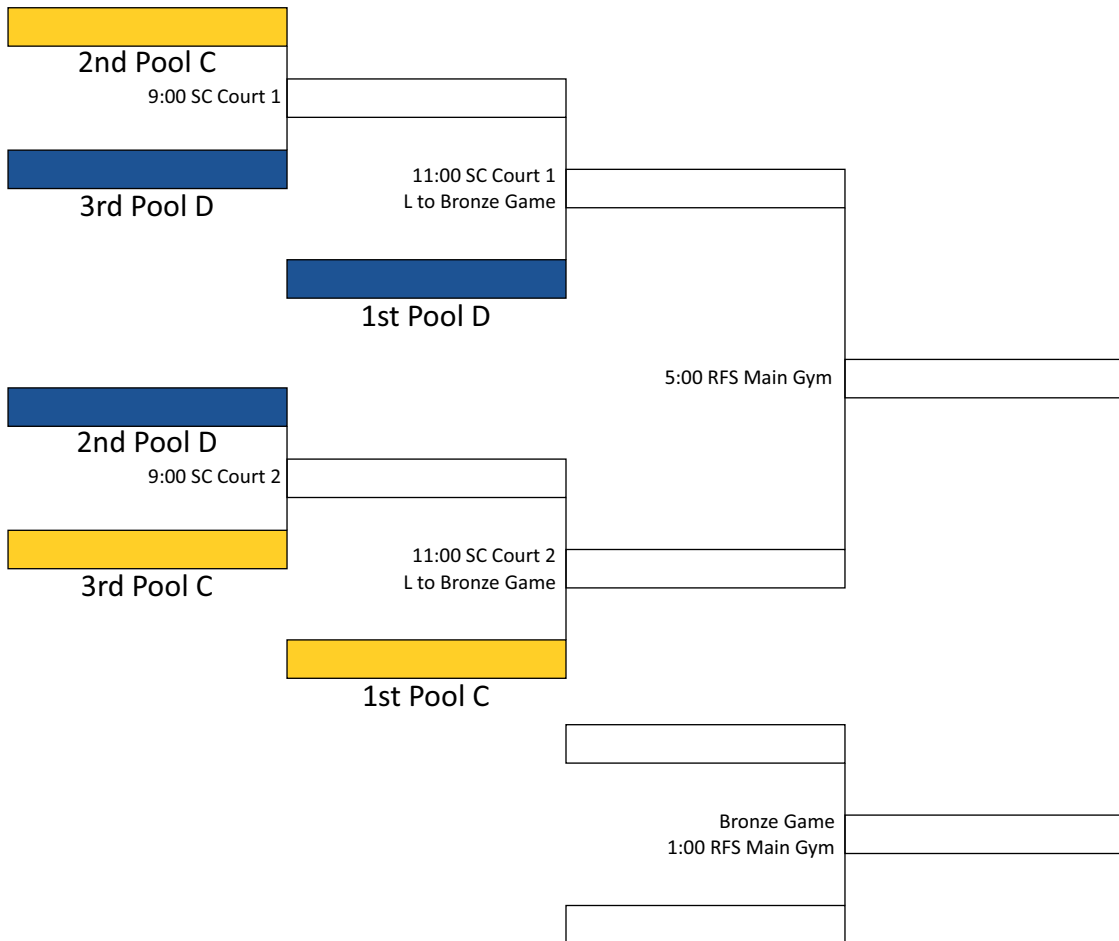 2nd Pool C
9:00 SC Court 1
3rd Pool D
11:00 SC Court 1
L to Bronze Game
1st Pool D
5:00 RFS Main Gym
2nd Pool D
9:00 SC Court 2
3rd Pool C
11:00 SC Court 2
L to Bronze Game
1st Pool C
Bronze Game
1:00 RFS Main Gym